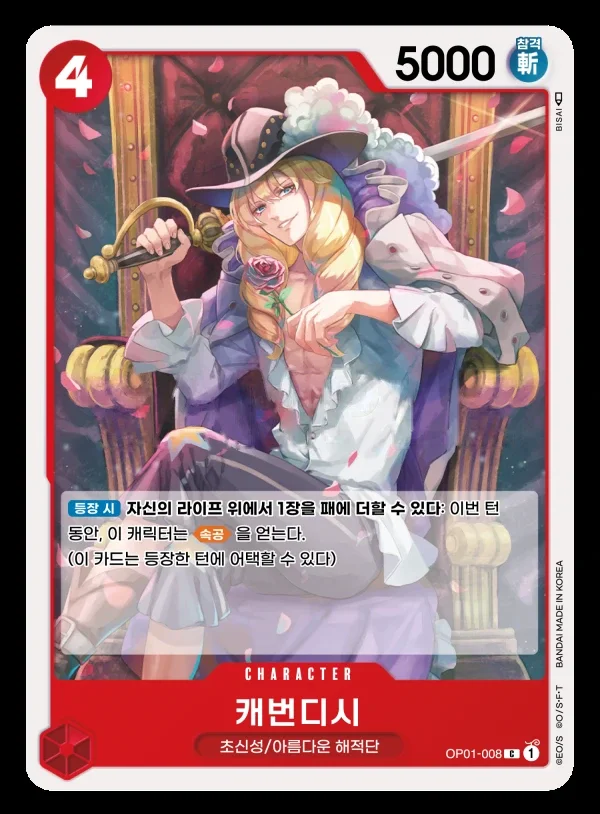 4
5000
참격
斬
BISAI
등장 시 자신의 라이프 위에서 1장을 패에 더할 수 있다: 이번 턴
동안, 이 캐릭터는 속공 을 얻는다.
(이 카드는 등장한 턴에 어택할 수 있다)
CHARACTER
캐번디시
초신성/아름다운 해적단
OP01-008 C 1
©EO/S ©O/S·F·T BANDAI MADE IN KOREA